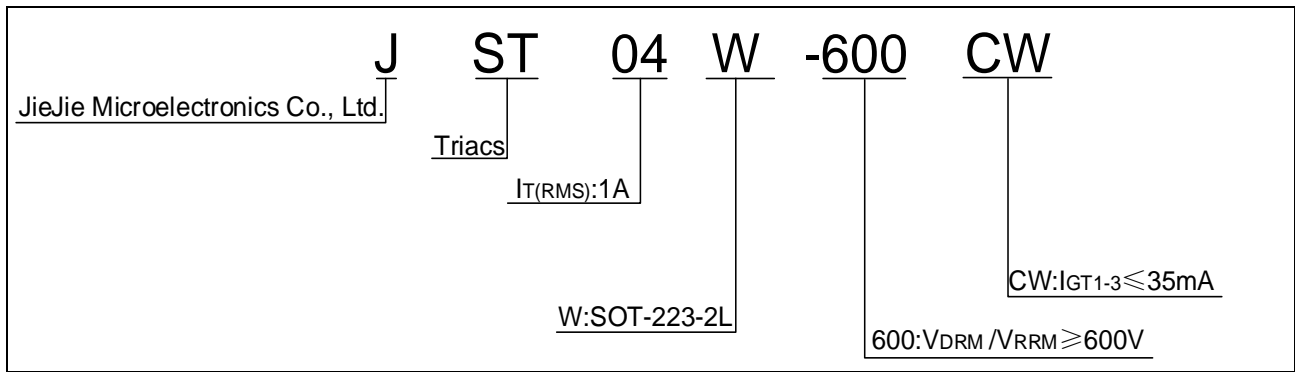 J ST 04 W -600 CW
JieJie Microelectronics Co., Ltd.
Triacs
IT(RMS):1A
CW:IGT1-3≤35mA
W:SOT-223-2L
600:VDRM /VRRM≥600V